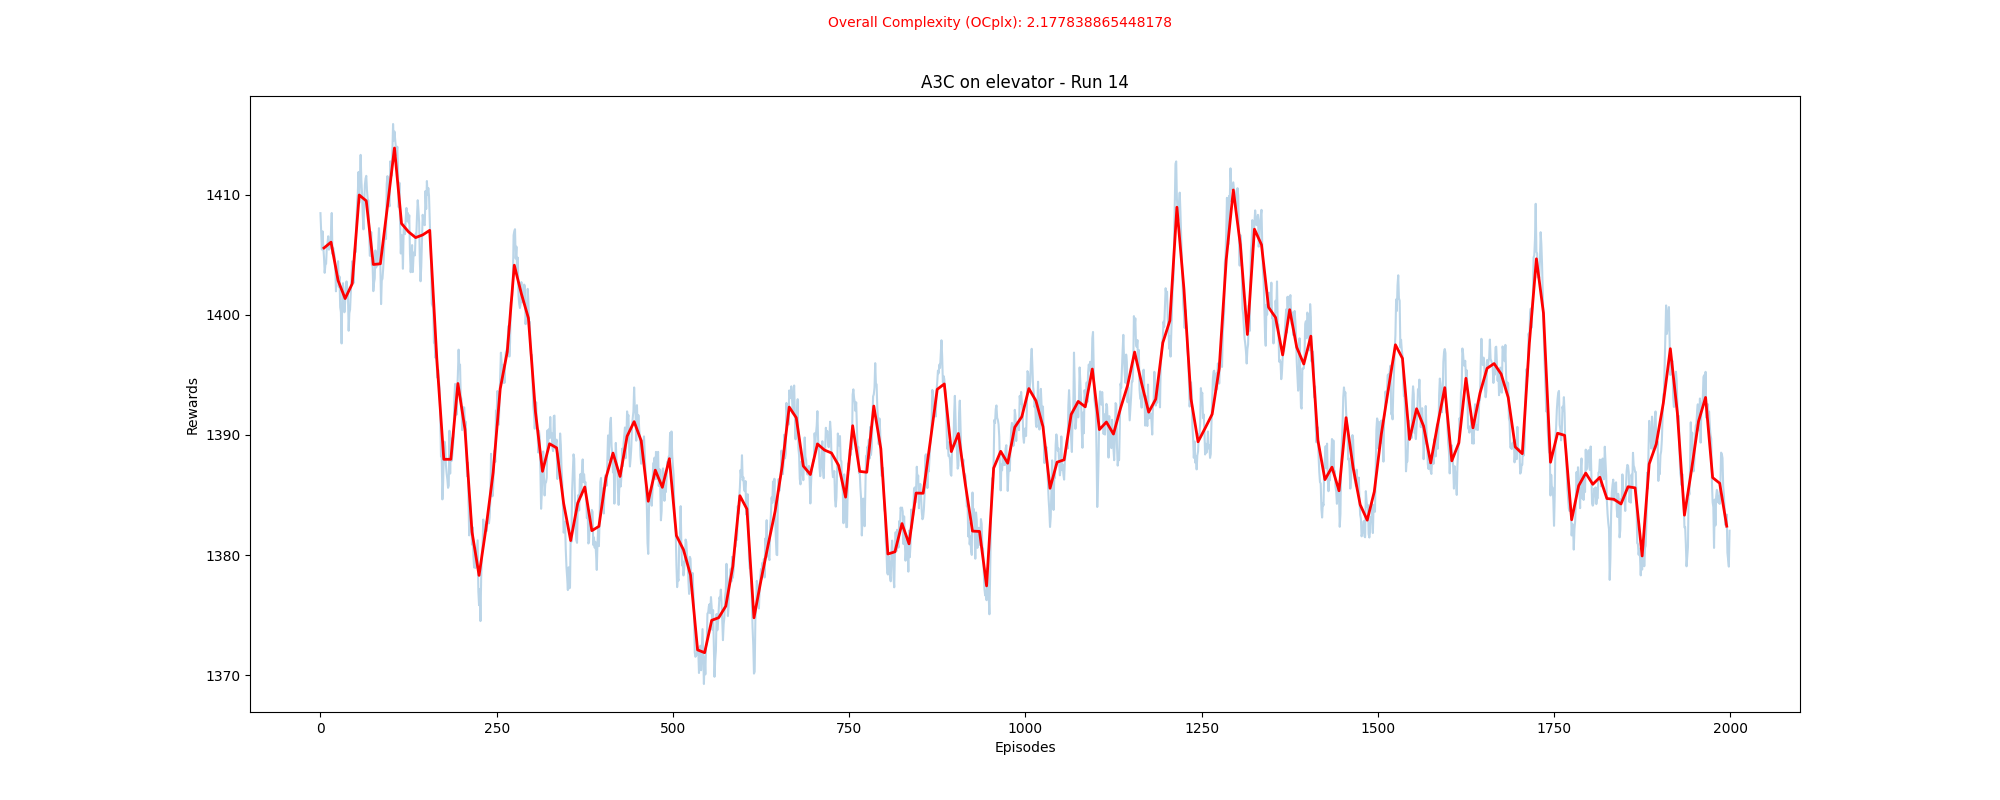 Overall Complexity (OCplx): 2.177838865448178
A3C on elevator - Run 14
1410
1400
1390
1380
1370
Rewards
0 250 500 750 1000 1250 1500 1750 2000
Episodes